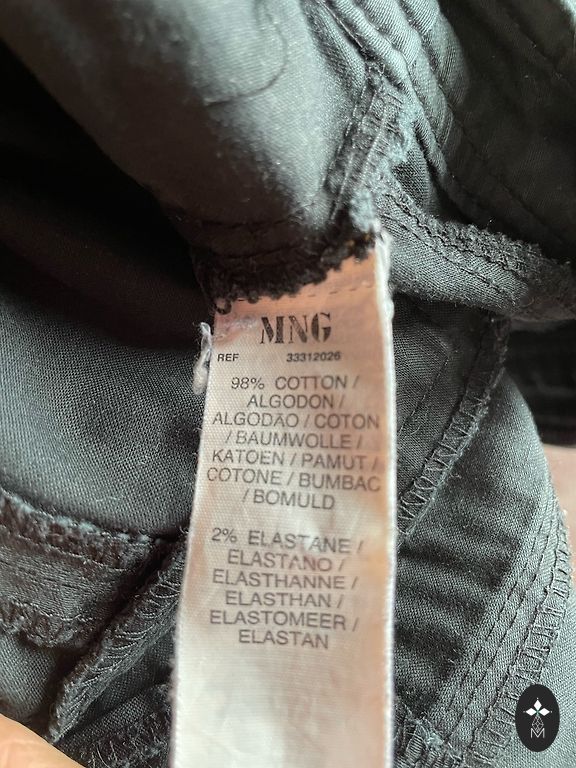 MNG
REF 33312026
98% COTTON /
ALGODON /
ALGODÃO / COTON
/ BAUMWOLLE /
KATOEN / PAMUT /
COTONE / BUMBAC
/ BOMULD
2% ELASTANE /
ELASTANO /
ELASTHANNE /
ELASTHAN /
ELASTOMEER /
ELASTAN
M